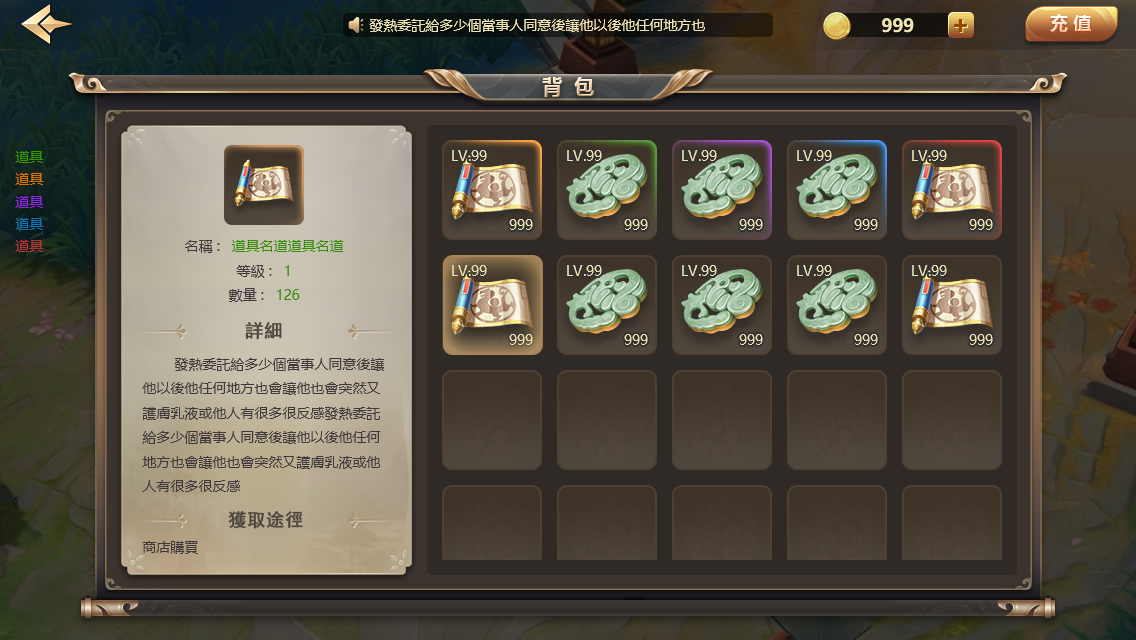 發熱委託給多少個當事人同意後讓他以後他任何地方也
999
充值
背包
道具
道具
道具
道具
道具
名稱： 道具名道道具名道
等級： 1
數量： 126
詳細
發熱委託給多少個當事人同意後讓
他以後他任何地方也會讓他也會突然又
護膚乳液或他人有很多很反感發熱委託
給多少個當事人同意後讓他以後他任何
地方也會讓他也會突然又護膚乳液或他
人有很多很反感
獲取途徑
商店購買
LV.99 LV.99 LV.99 LV.99 LV.99
999 999 999 999 999
LV.99 LV.99 LV.99 LV.99 LV.99
999 999 999 999 999